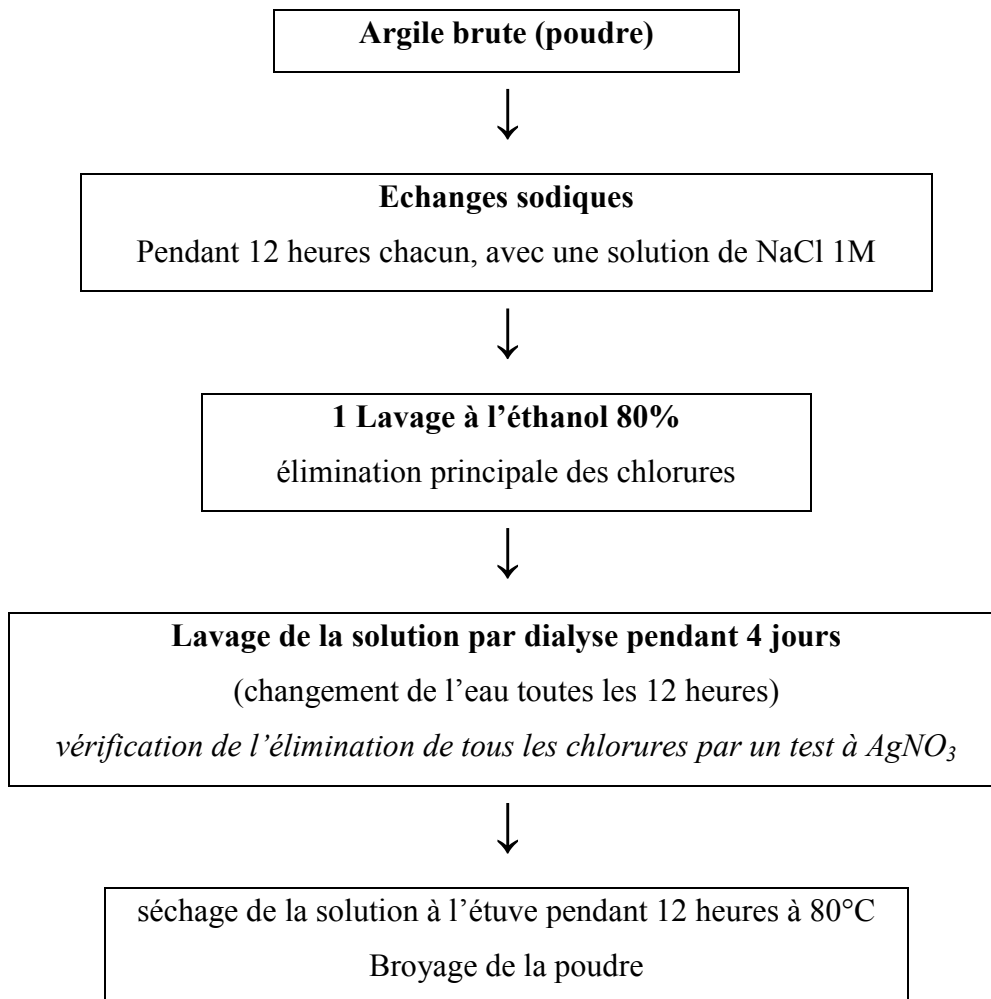 Argile brute (poudre)
Echanges sodiques
Pendant 12 heures chacun, avec une solution de NaCl 1M
1 Lavage à l’éthanol 80%
élimination principale des chlorures
Lavage de la solution par dialyse pendant 4 jours
(changement de l’eau toutes les 12 heures)
vérification de l’élimination de tous les chlorures par un test à AgNO₃
séchage de la solution à l’étuve pendant 12 heures à 80°C
Broyage de la poudre